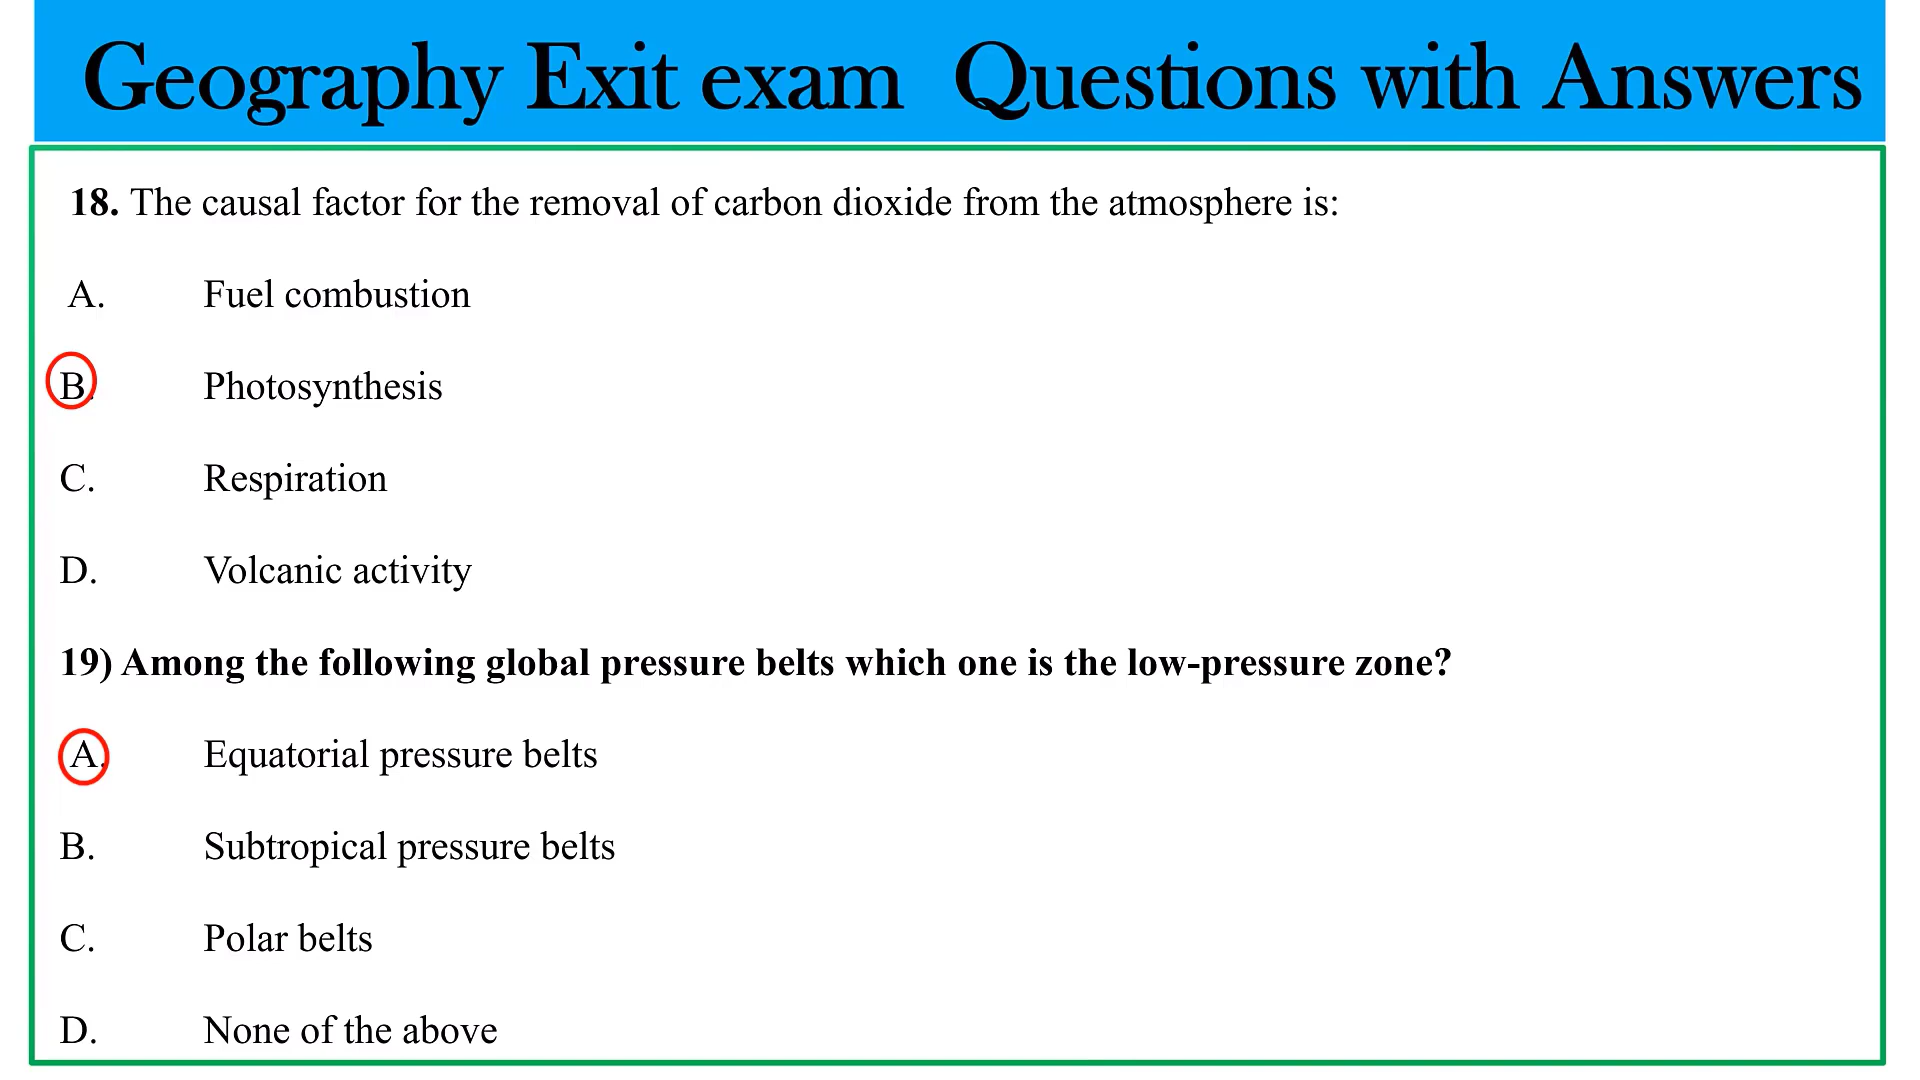 Geography Exit exam Questions with Answers
18. The causal factor for the removal of carbon dioxide from the atmosphere is:
A. Fuel combustion
B. Photosynthesis
C. Respiration
D. Volcanic activity
19) Among the following global pressure belts which one is the low-pressure zone?
A. Equatorial pressure belts
B. Subtropical pressure belts
C. Polar belts
D. None of the above